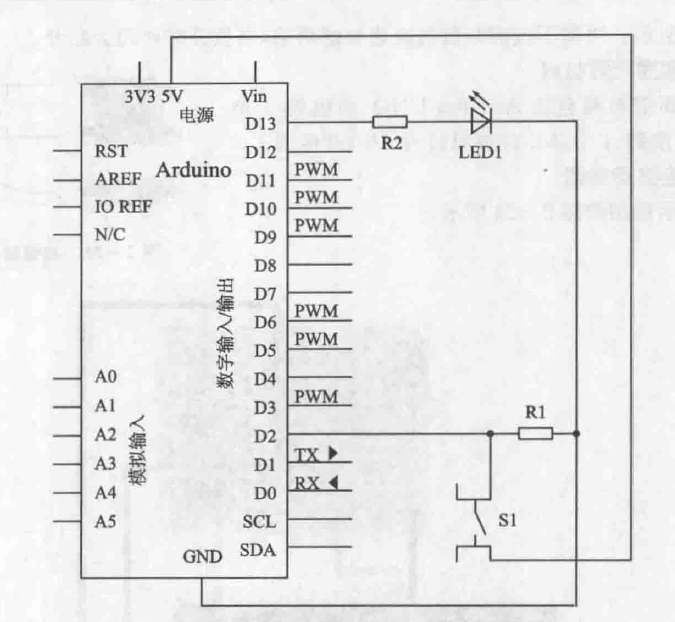 3V3 5V Vin
电源
D13
R2
LED1
D12
RST
PWM
AREF
Arduino
D11
PWM
IO REF
D10
PWM
N/C
D9
D8
D7
PWM
D6
PWM
D5
数字输入/输出
A0
D4
PWM
A1
D3
R1
A2
D2
模拟输入
TX
A3
D1
RX
A4
D0
A5
SCL
S1
SDA
GND